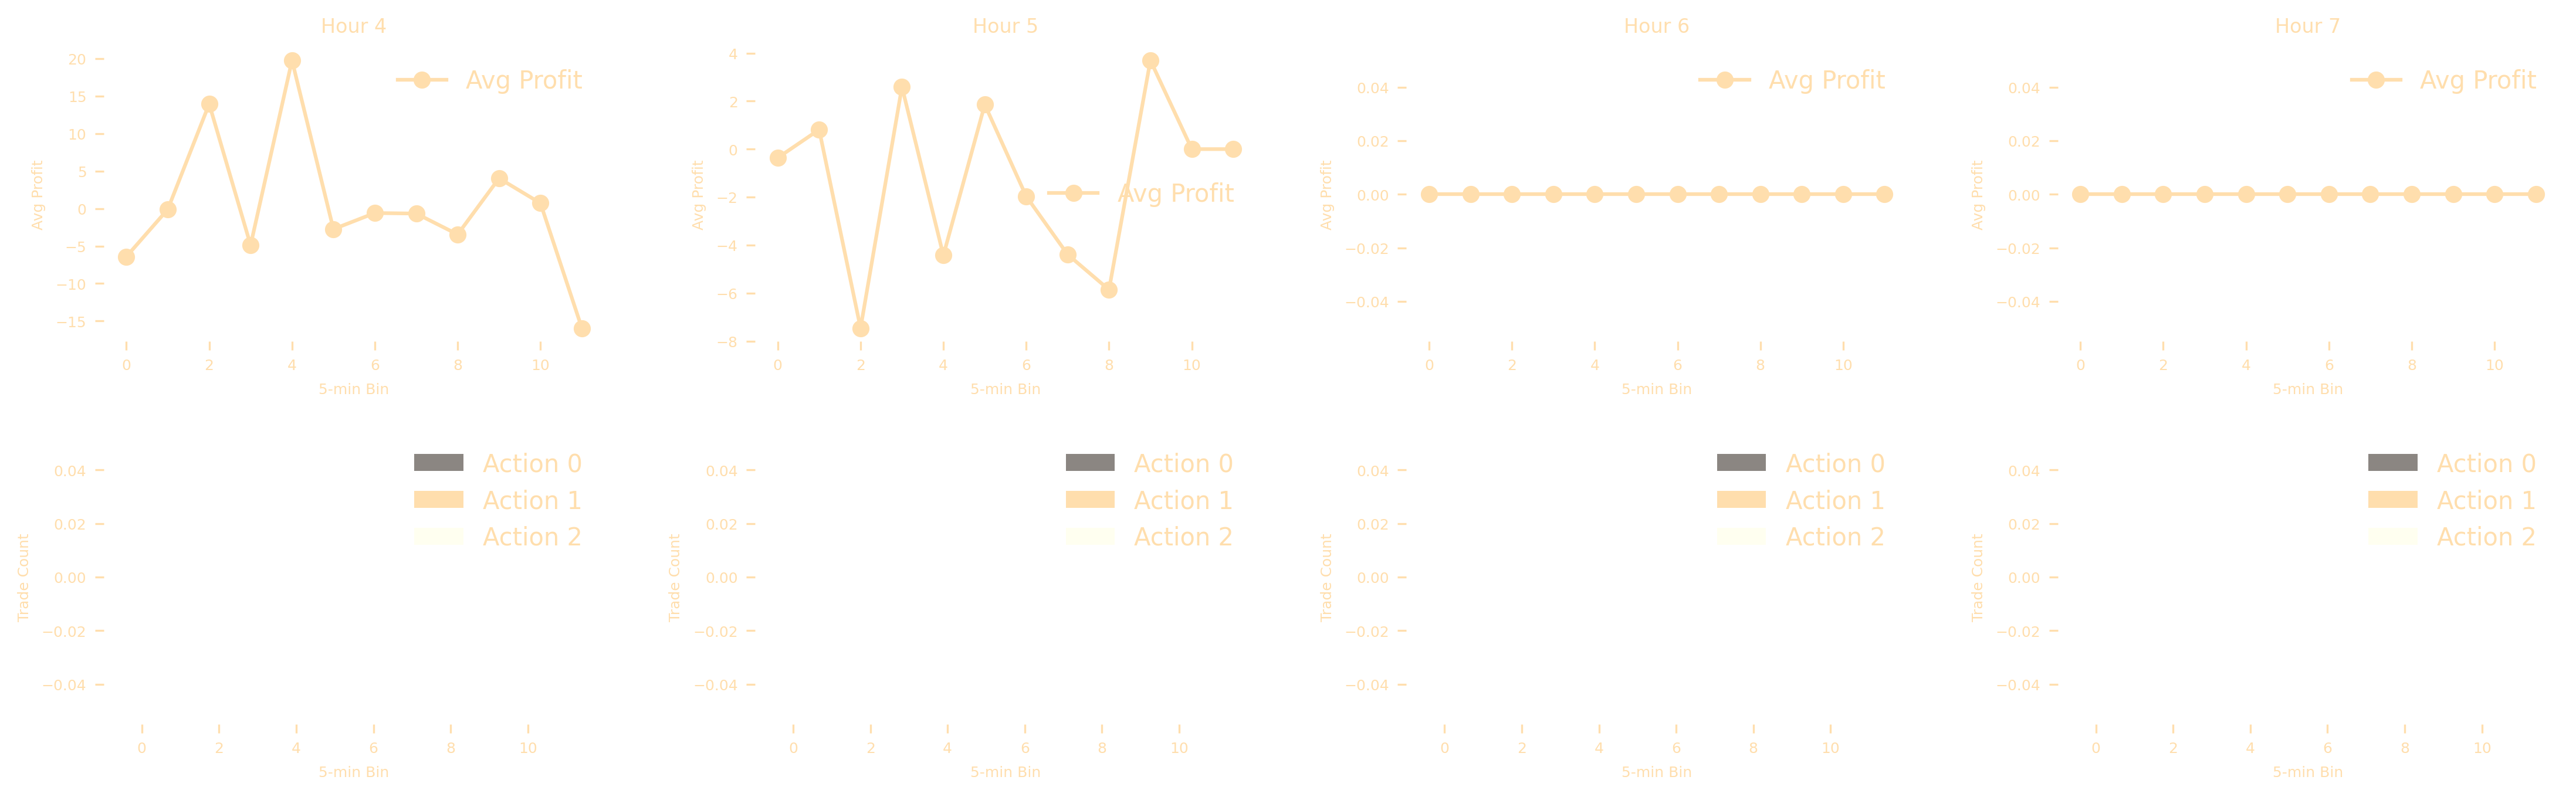 Hour 4
Avg Profit
20
15
10
5
0
−5
−10
−15
Avg Profit
0 2 4 6 8 10
5-min Bin
Hour 5
Avg Profit
4
2
0
−2
−4
−6
−8
Avg Profit
0 2 4 6 8 10
5-min Bin
Hour 6
Avg Profit
0.04
0.02
0.00
−0.02
−0.04
Avg Profit
0 2 4 6 8 10
5-min Bin
Hour 7
Avg Profit
0.04
0.02
0.00
−0.02
−0.04
Avg Profit
0 2 4 6 8 10
5-min Bin
Action 0
Action 1
Action 2
0.04
0.02
0.00
−0.02
−0.04
Trade Count
0 2 4 6 8 10
5-min Bin
Action 0
Action 1
Action 2
0.04
0.02
0.00
−0.02
−0.04
Trade Count
0 2 4 6 8 10
5-min Bin
Action 0
Action 1
Action 2
0.04
0.02
0.00
−0.02
−0.04
Trade Count
0 2 4 6 8 10
5-min Bin
Action 0
Action 1
Action 2
0.04
0.02
0.00
−0.02
−0.04
Trade Count
0 2 4 6 8 10
5-min Bin